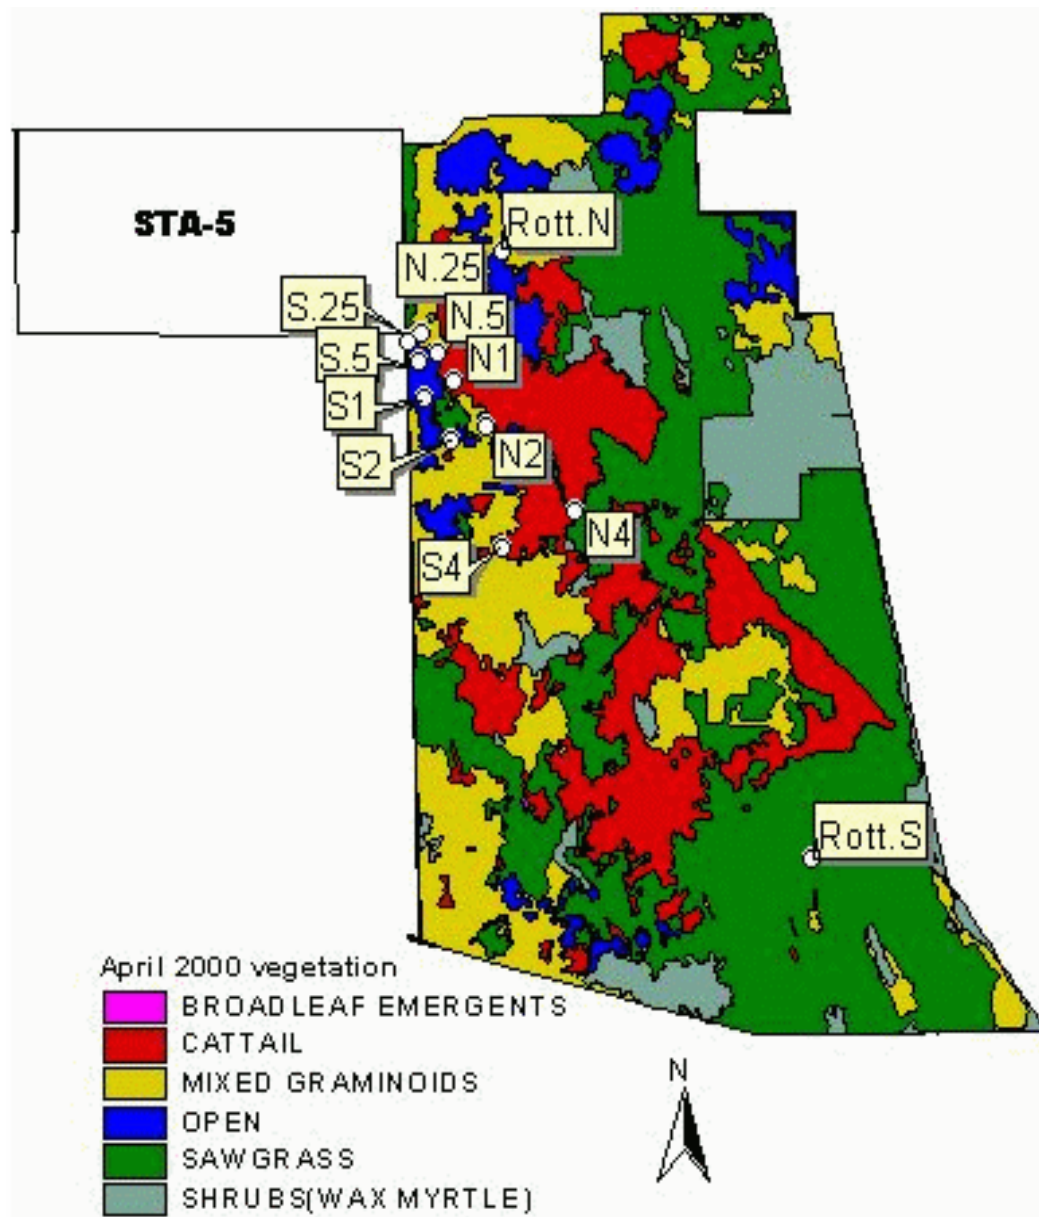 STA-5
Rott.N
N.25
S.25
N.5
S.5
N1
S1
S2
N2
N4
S4
Rott.S
April 2000 vegetation
BROADLEAF EMERGENTS
CATTAIL
MIXED GRAMINOIDS
OPEN
SAWGRASS
SHRUBS(WAX MYRTLE)
N